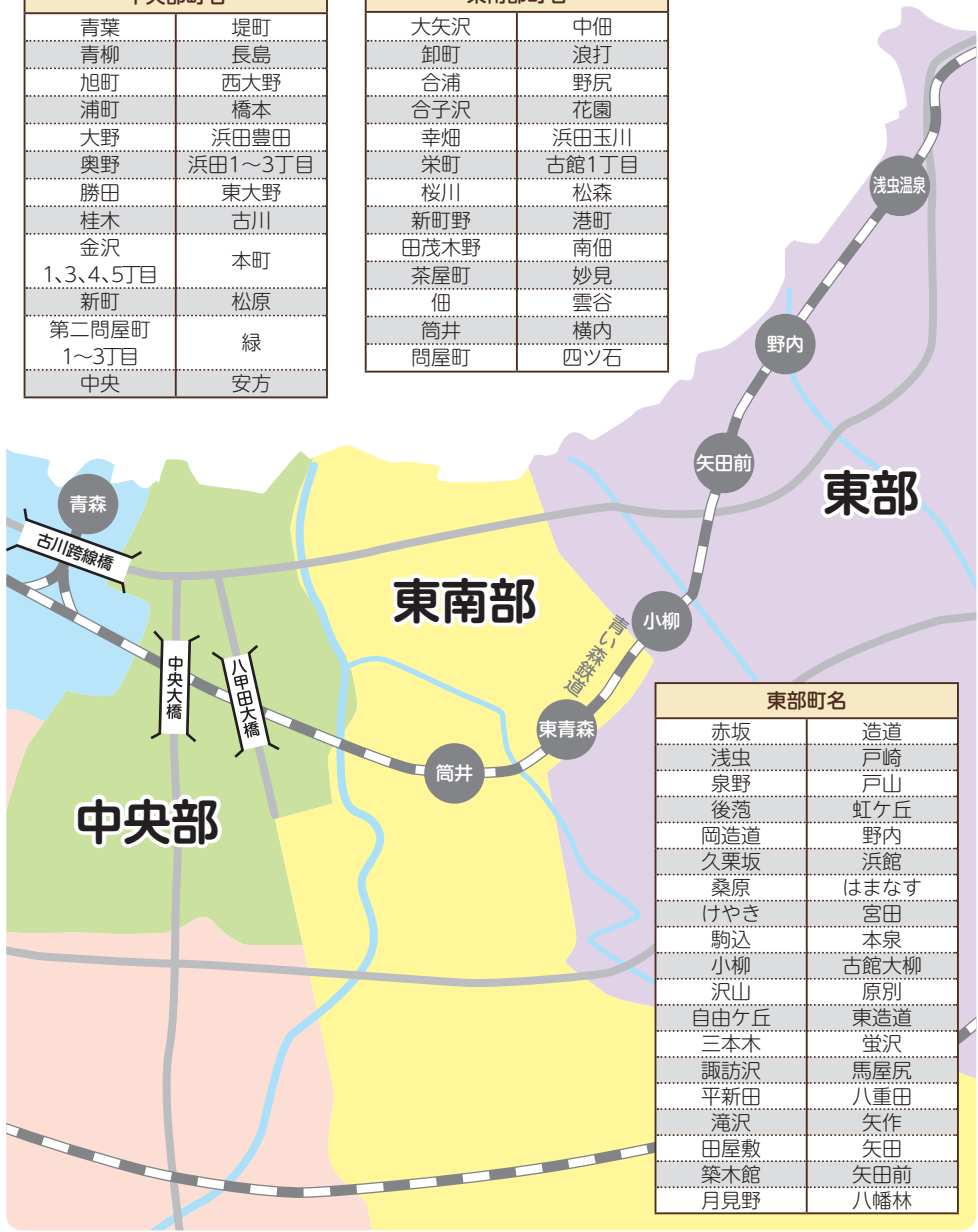 青葉 堤町
青柳 長島
旭町 西大野
浦町 橋本
大野 浜田豊田
奥野 浜田1〜3丁目
勝田 東大野
桂木 古川
金沢
1、3、4、5丁目 本町
新町 松原
第二問屋町
1〜3丁目 緑
中央 安方
大矢沢 中佃
卸町 浪打
合浦 野尻
合子沢 花園
幸畑 浜田玉川
栄町 古館1丁目
桜川 松森
新町野 港町
田茂木野 南佃
茶屋町 妙見
佃 雲谷
筒井 横内
問屋町 四ツ石
浅虫温泉
野内
矢田前
東部
青森
古川跨線橋
東南部
小柳
青い森鉄道
中央大橋
八甲田大橋
東青森
筒井
中央部
東部町名
赤坂 造道
浅虫 戸崎
泉野 戸山
後萢 虹ケ丘
岡造道 野内
久栗坂 浜館
桑原 はまなす
けやき 宮田
駒込 本泉
小柳 古館大柳
沢山 原別
自由ケ丘 東造道
三本木 蛍沢
諏訪沢 馬屋尻
平新田 八重田
滝沢 矢作
田屋敷 矢田
築木館 矢田前
月見野 八幡林